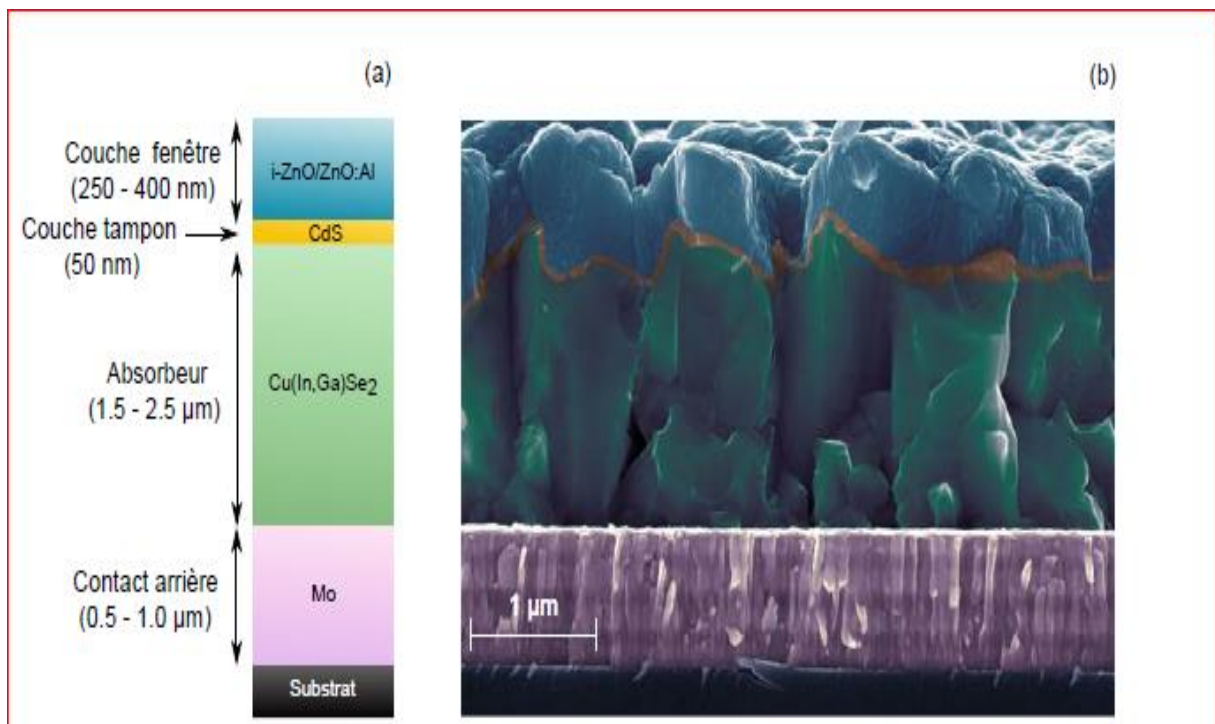 (a)
(b)
Couche fenêtre
(250 - 400 nm)
i-ZnO/ZnO:Al
Couche tampon
(50 nm)
CdS
Absorbeur
(1.5 - 2.5 µm)
Cu(In,Ga)Se2
Contact arrière
(0.5 - 1.0 µm)
Mo
Substrat
1 µm